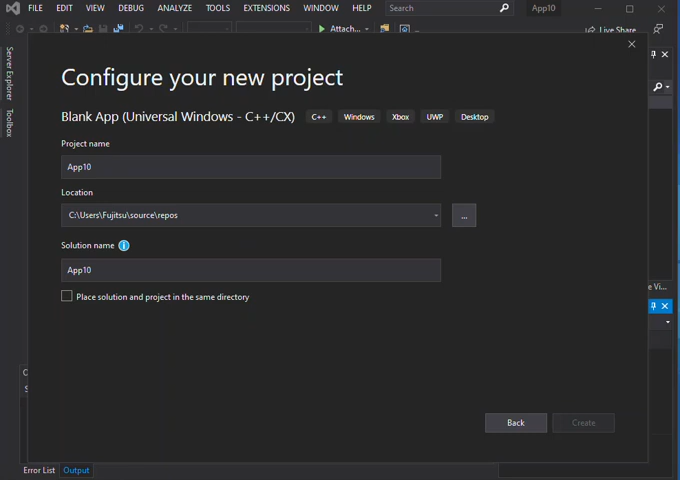 FILE EDIT VIEW DEBUG ANALYZE TOOLS EXTENSIONS WINDOW HELP Search App10
Attach... Live Share
Server Explorer
Toolbox
Configure your new project
Blank App (Universal Windows - C++/CX) C++ Windows Xbox UWP Desktop
Project name
App10
Location
C:\Users\Fujitsu\source\repos
...
Solution name
App10
Place solution and project in the same directory
e Vi...
Back Create
Error List Output